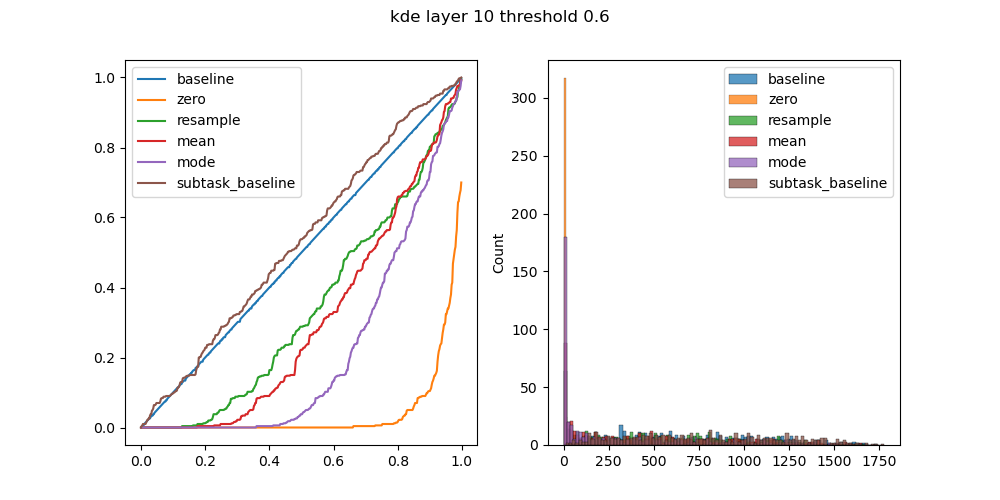 kde layer 10 threshold 0.6
1.0
0.8
0.6
0.4
0.2
0.0
0.0 0.2 0.4 0.6 0.8 1.0
baseline
zero
resample
mean
mode
subtask_baseline
Count
300
250
200
150
100
50
0
0 250 500 750 1000 1250 1500 1750
baseline
zero
resample
mean
mode
subtask_baseline